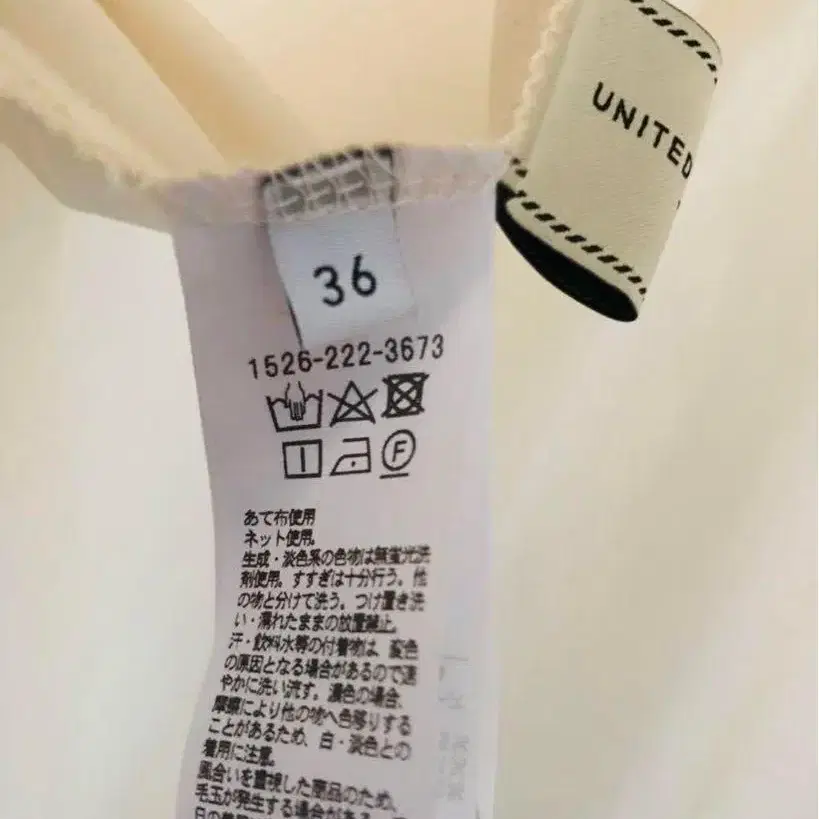 UNITED
36
1526-222-3673
F
あて布使用
ネット使用。
生成・淡色系の色物は無蛍光洗
剤使用。すすぎは十分行う。他
の物と分けて洗う。つけ置き洗
い・濡れたままの放置禁止。
汗・飲料水等の付着物は、変色
の原因となる場合があるので速
やかに洗い流す。濃色の場合、
摩擦により他の物へ色移りする
ことがあるため、白・淡色との
着用に注意。
風合いを重視した商品のため、
毛玉が発生する場合がある。